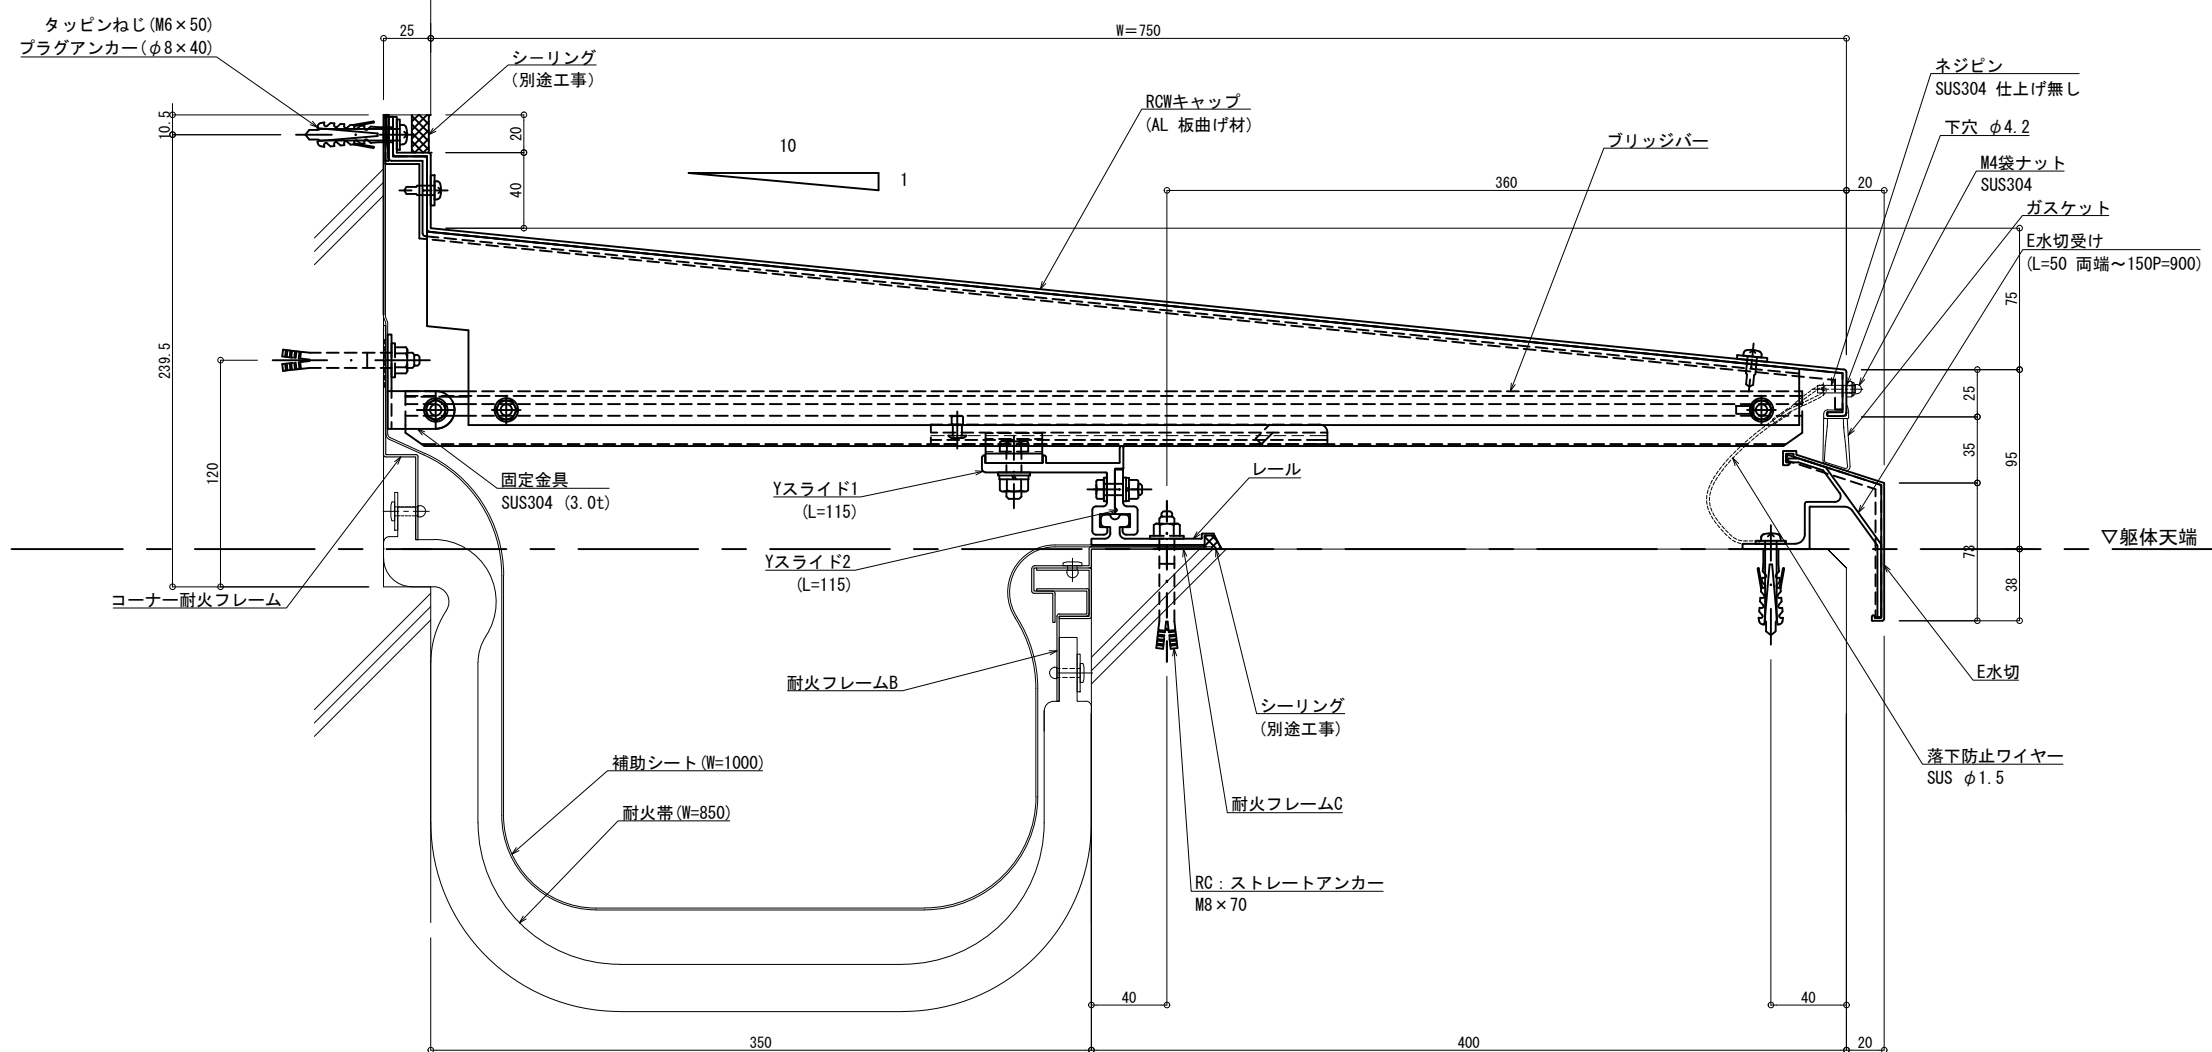 タッピンねじ(M6×50)
プラグアンカー(φ8×40)
25
W=750
シーリング
(別途工事)
ネジピン
SUS304 仕上げ無し
RCWキャップ
(AL 板曲げ材)
10.5
20
下穴 φ4.2
10
ブリッジバー
M4袋ナット
SUS304
1
40
360
20
ガスケット
E水切受け
(L=50 両端～150P=900)
75
239.5
25
120
35
95
固定金具
SUS304 (3.0t)
Yスライド1
(L=115)
レール
▽躯体天端
73
Yスライド2
(L=115)
38
コーナー耐火フレーム
耐火フレームB
E水切
シーリング
(別途工事)
補助シート(W=1000)
落下防止ワイヤー
SUS φ1.5
耐火帯(W=850)
耐火フレームC
RC：ストレートアンカー
M8×70
40
40
350
400
20